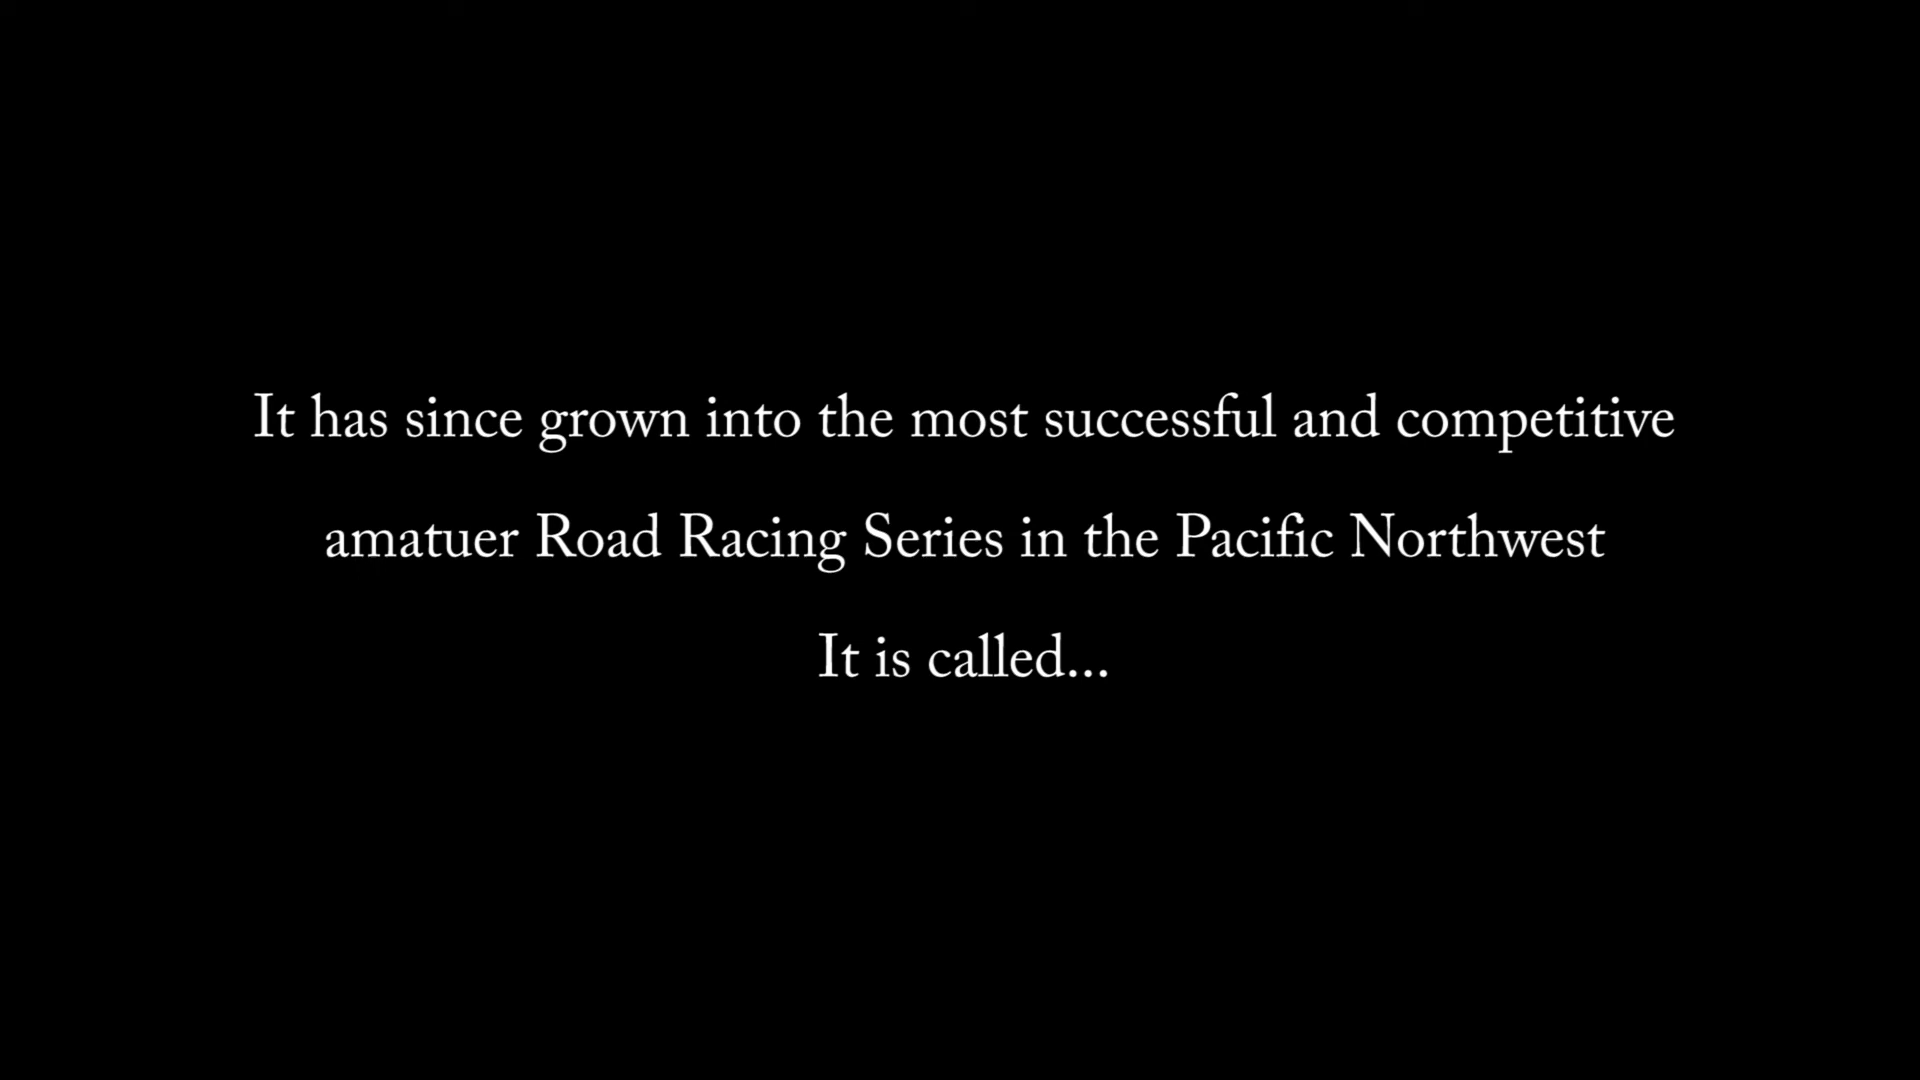 It has since grown into the most successful and competitive
amatuer Road Racing Series in the Pacific Northwest
It is called...